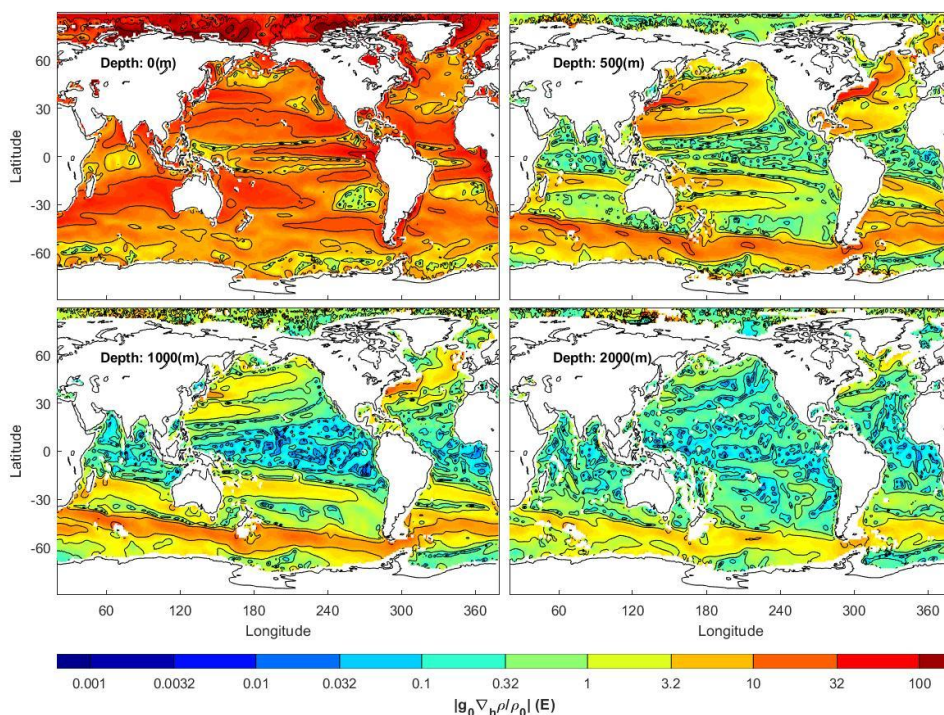 Depth: 0(m)
Depth: 500(m)
60
30
0
-30
-60
Latitude
Depth: 1000(m)
Depth: 2000(m)
60
30
0
-30
-60
Latitude
60 120 180 240 300 360
60 120 180 240 300 360
Longitude
Longitude
0.001 0.0032 0.01 0.032 0.1 0.32 1 3.2 10 32 100
|g₀∇ₕρ/ρ₀| (E)